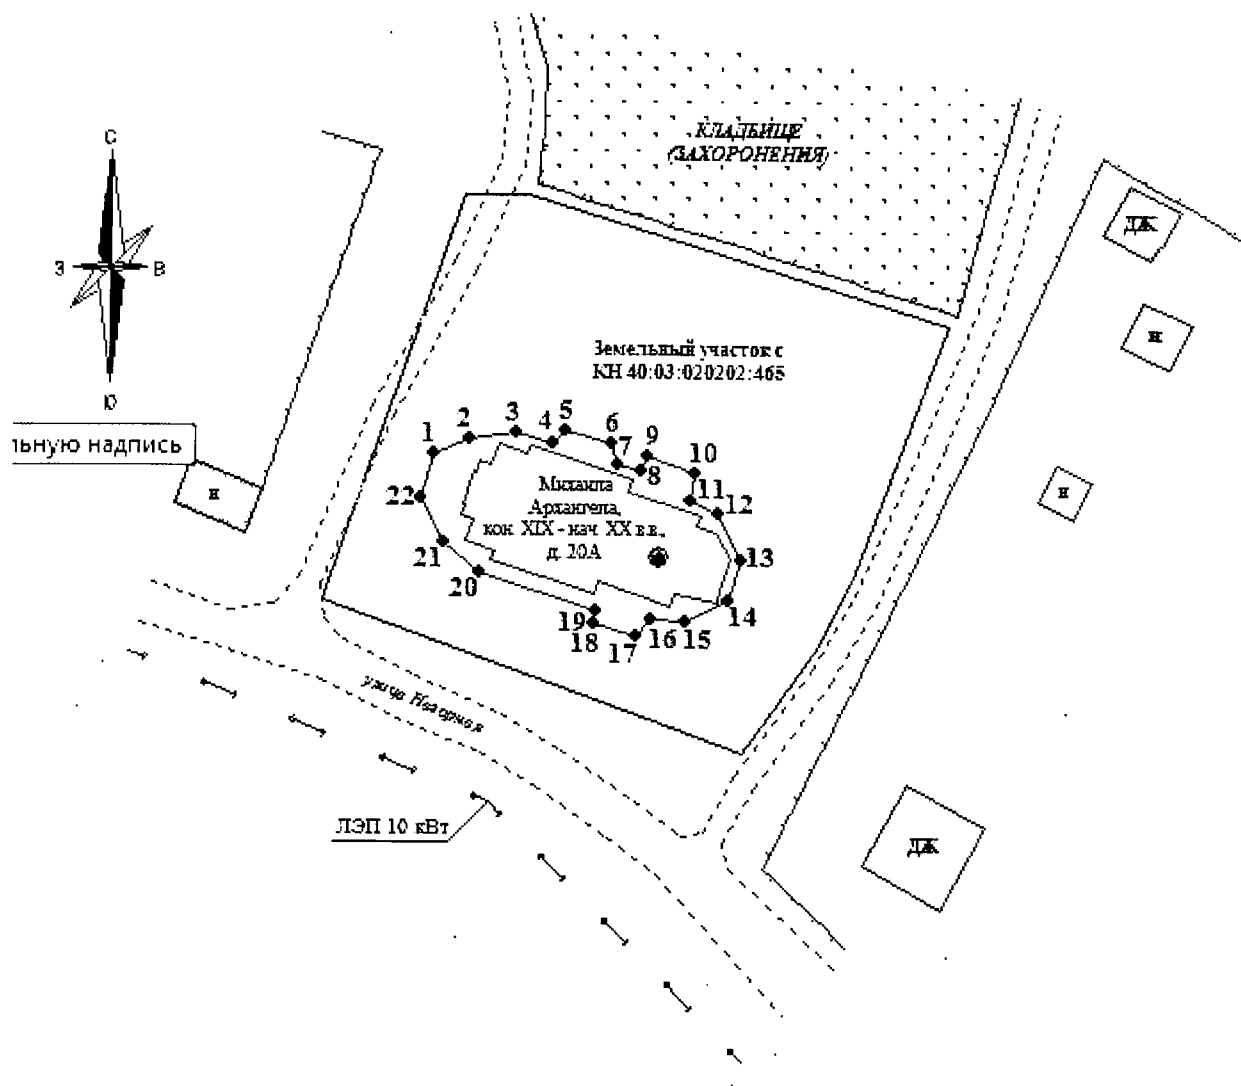 КЛАДБИЩЕ
(ЗАХОРОНЕНИЯ)
С
ДЖ
З
В
н
Ю
Земельный участок с
КН 40:03:020202:465
льную надпись
1
2
3
4
5
6
7
8
9
10
11
12
13
14
15
16
17
18
19
20
21
22
Михаила
Архангела,
кон. XIX - нач. XX в.в.,
д. 20А
н
н
улица Нагорная
ЛЭП 10 кВт
ДЖ